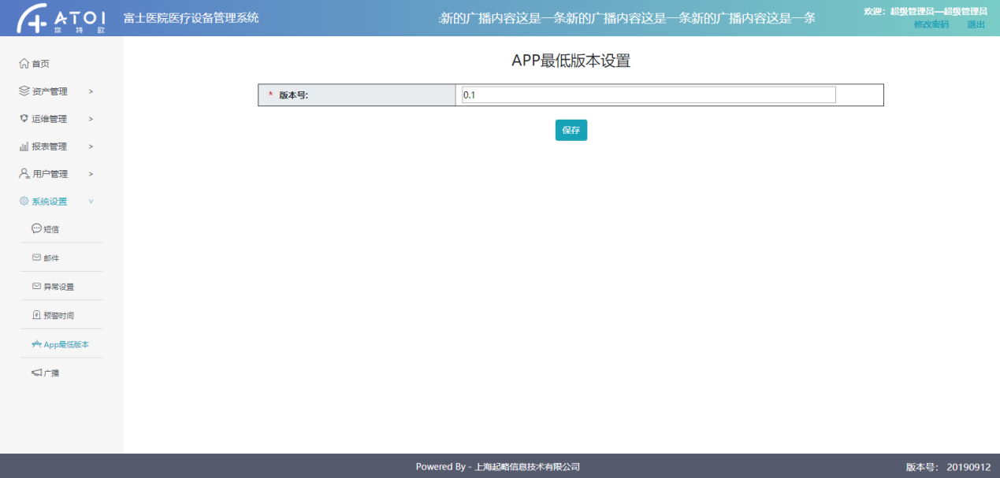 ATOI
埃特欧
富士医院医疗设备管理系统
新的广播内容这是一条新的广播内容这是一条新的广播内容这是一条
欢迎: 超级管理员—超级管理员
修改密码 退出
首页
资产管理 >
运维管理 >
报表管理 >
用户管理 >
系统设置 v
短信
邮件
异常设置
预警时间
App最低版本
广播
APP最低版本设置
* 版本号: 0.1
保存
Powered By - 上海起略信息技术有限公司
版本号: 20190912